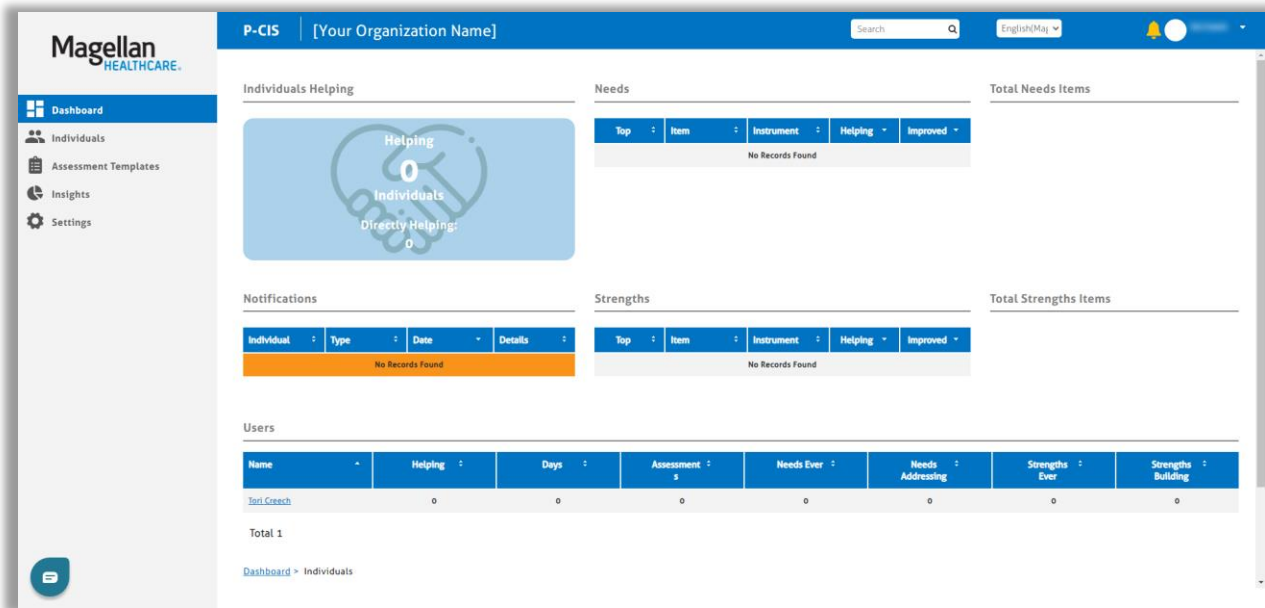 Magellan
HEALTHCARE.
P-CIS [Your Organization Name]
Search
English(Maj
Dashboard
Individuals
Assessment Templates
Insights
Settings
Individuals Helping
Helping
0
Individuals
Directly Helping:
0
Needs
Top Item Instrument Helping Improved
No Records Found
Total Needs Items
Notifications
Individual Type Date Details
No Records Found
Strengths
Top Item Instrument Helping Improved
No Records Found
Total Strengths Items
Users
Name Helping Days Assessment Needs Ever Needs Strengths Strengths
s Addressing Ever Building
Tori Creech 0 0 0 0 0 0 0
Total 1
Dashboard > Individuals